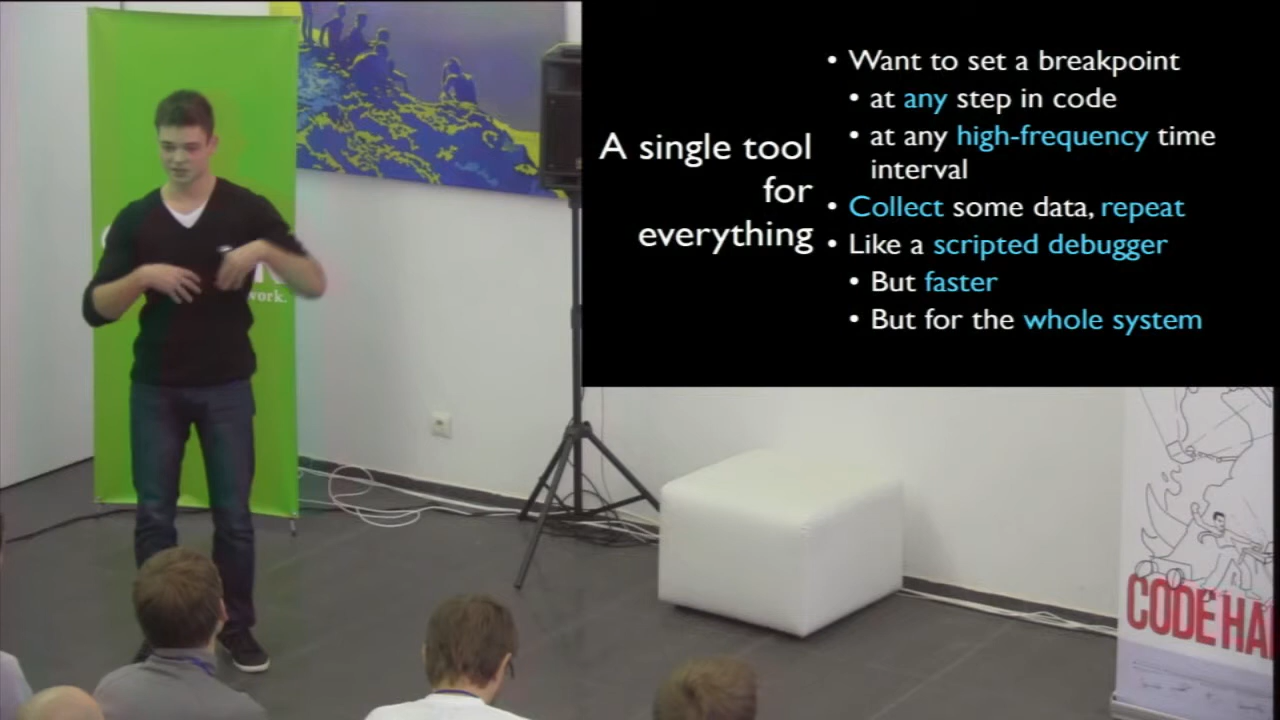 A single tool
for
everything
• Want to set a breakpoint
• at any step in code
• at any high-frequency time
interval
• Collect some data, repeat
• Like a scripted debugger
• But faster
• But for the whole system
work.
CODE HA